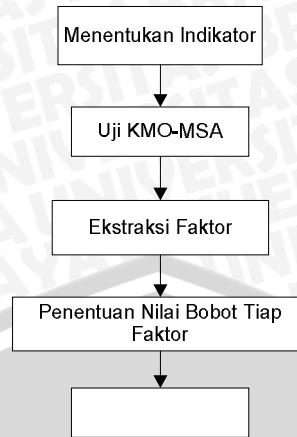 Menentukan Indikator
Uji KMO-MSA
Ekstraksi Faktor
Penentuan Nilai Bobot Tiap
Faktor